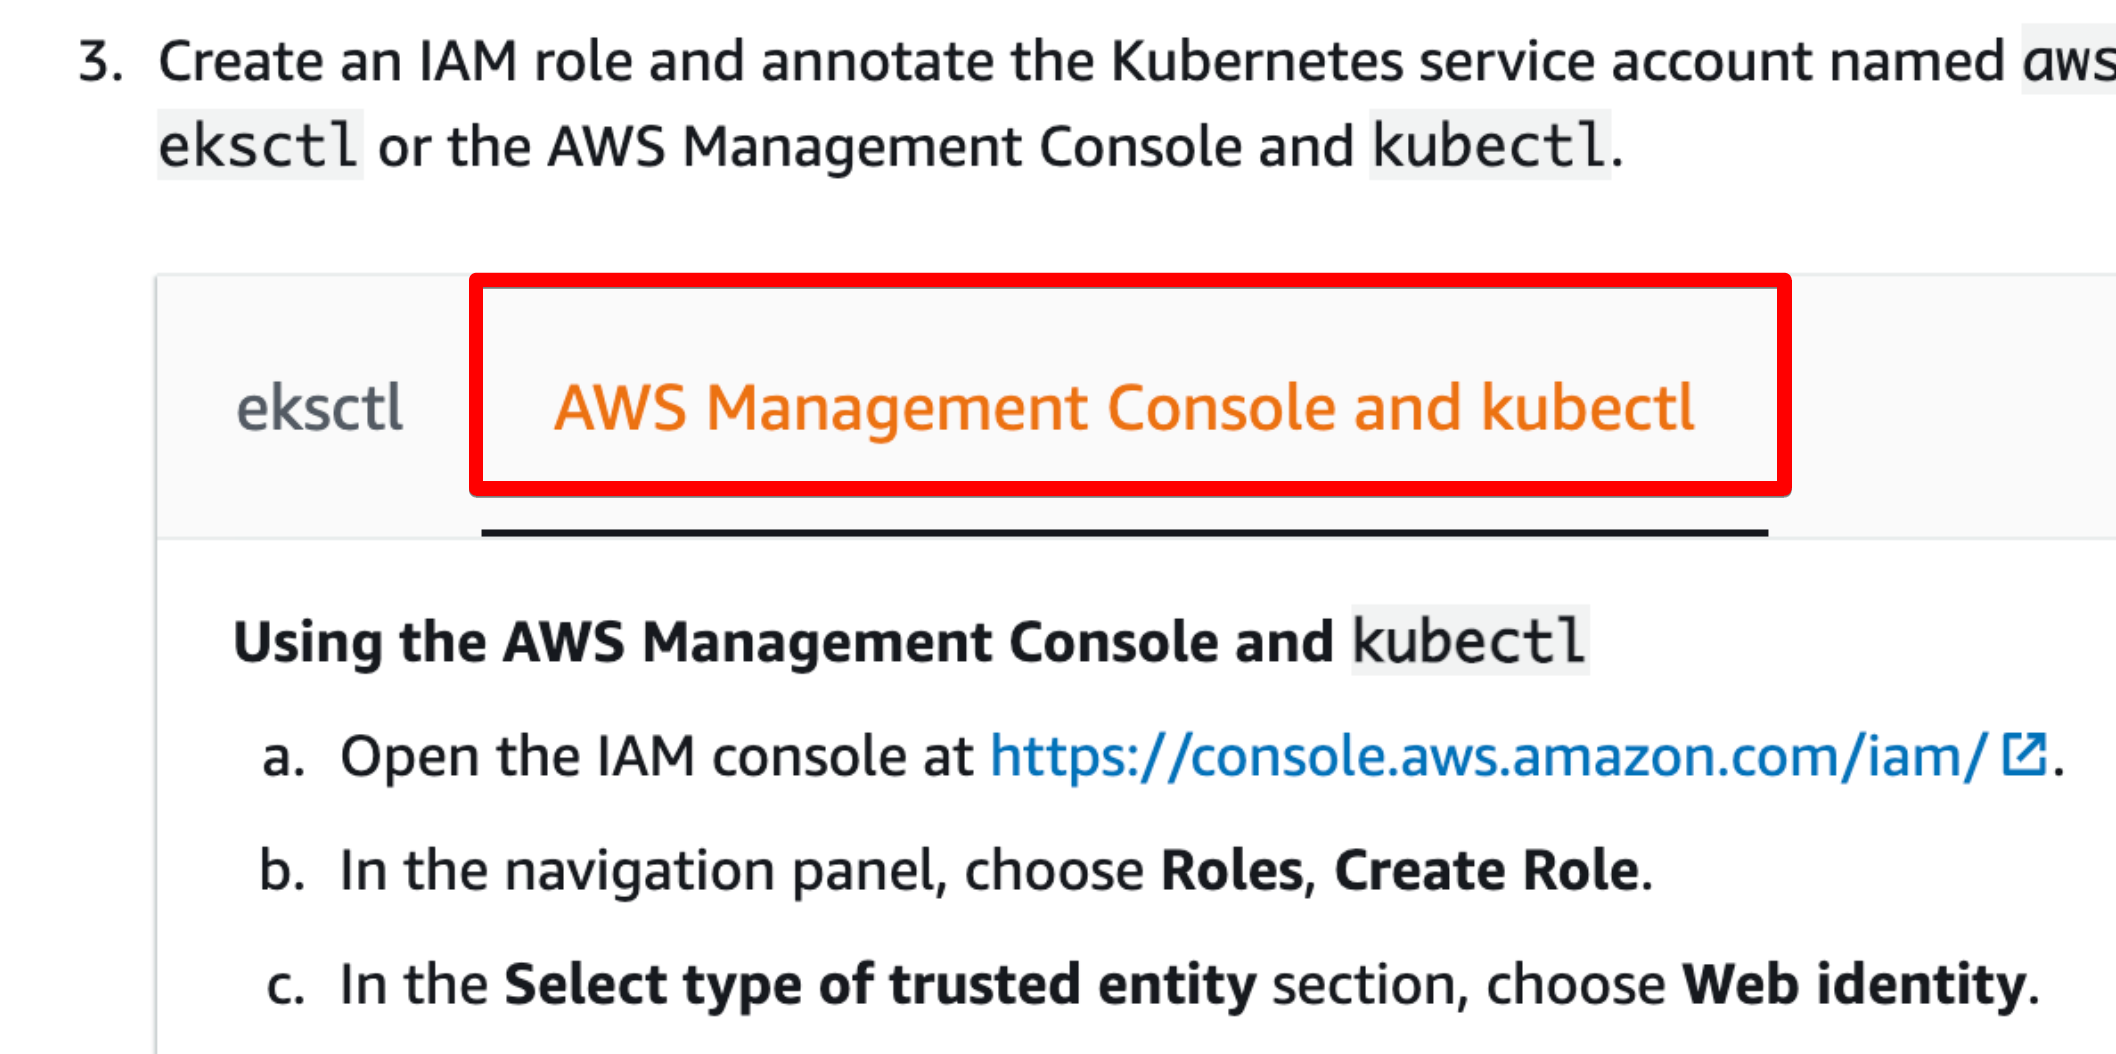 3. Create an IAM role and annotate the Kubernetes service account named aws
eksctl or the AWS Management Console and kubectl.
eksctl AWS Management Console and kubectl
Using the AWS Management Console and kubectl
a. Open the IAM console at https://console.aws.amazon.com/iam/.
b. In the navigation panel, choose Roles, Create Role.
c. In the Select type of trusted entity section, choose Web identity.